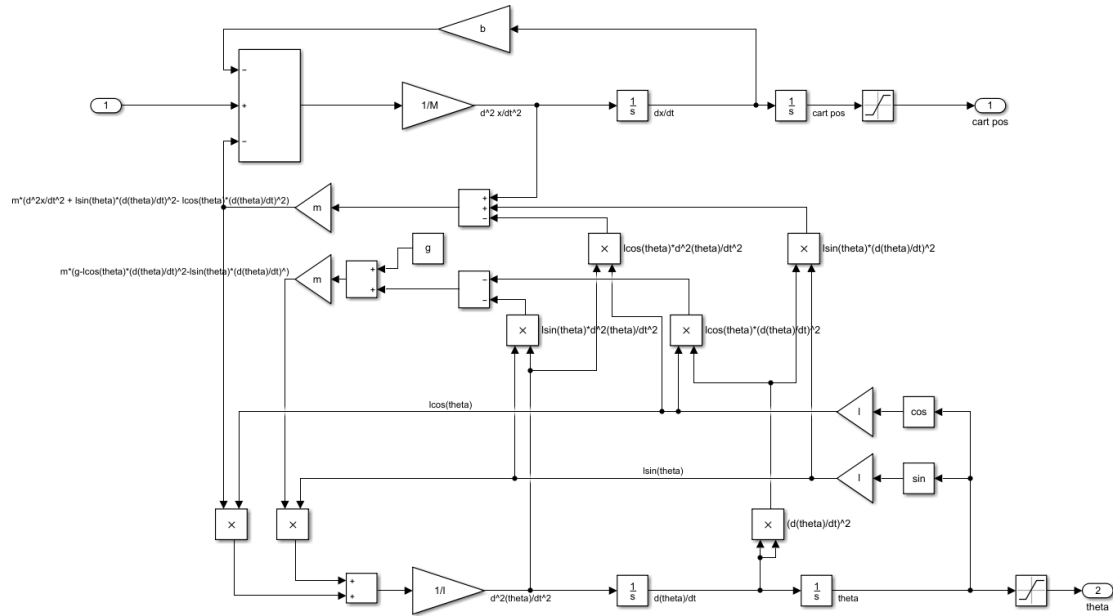 b
1
1/M
d^2 x/dt^2
1
s
dx/dt
1
s
cart pos
1
cart pos
m*(d^2x/dt^2 + lsin(theta)*(d(theta)/dt)^2- lcos(theta)*(d(theta)/dt)^2)
m
g
lcos(theta)*d^2(theta)/dt^2
lsin(theta)*(d(theta)/dt)^2
m*(g-lcos(theta)*(d(theta)/dt)^2-lsin(theta)*(d(theta)/dt)^)
m
lsin(theta)*d^2(theta)/dt^2
lcos(theta)*(d(theta)/dt)^2
lcos(theta)
l
cos
lsin(theta)
l
sin
(d(theta)/dt)^2
1/I
d^2(theta)/dt^2
1
s
d(theta)/dt
1
s
theta
2
theta